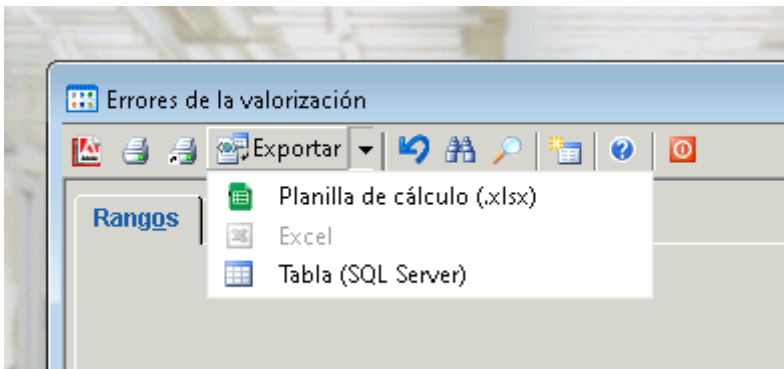 Errores de la valorización
Exportar
Planilla de cálculo (.xlsx)
Rangos
Excel
Tabla (SQL Server)